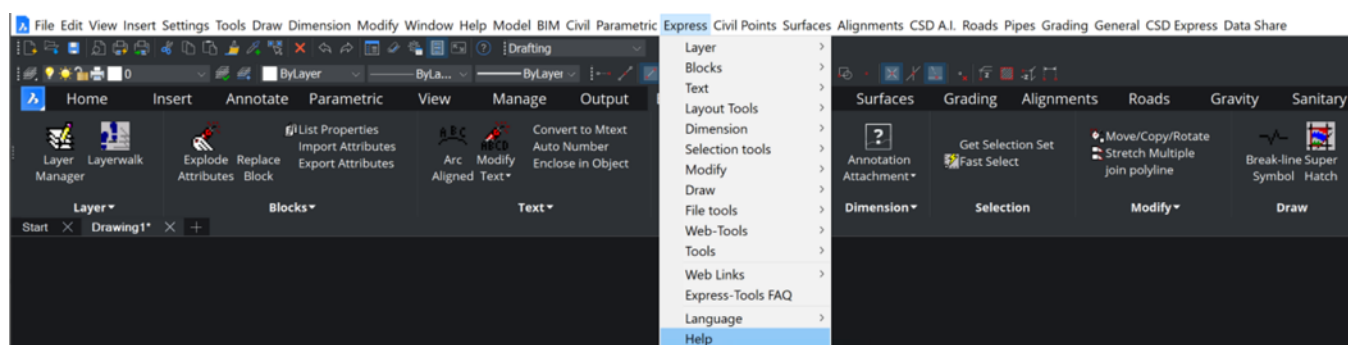 File Edit View Insert Settings Tools Draw Dimension Modify Window Help Model BIM Civil Parametric Express Civil Points Surfaces Alignments CSD A.I. Roads Pipes Grading General CSD Express Data Share
Drafting
0 ByLayer ByLa... ByLayer
Home Insert Annotate Parametric View Manage Output Surfaces Grading Alignments Roads Gravity Sanitary
Layer Manager
Layerwalk
Explode Attributes
Replace Block
List Properties
Import Attributes
Export Attributes
ABC
Arc Aligned
ABCD
Modify Text
Convert to Mtext
Auto Number
Enclose in Object
Annotation Attachment
Get Selection Set
Fast Select
Move/Copy/Rotate
Stretch Multiple
join polyline
Break-line Symbol
Super Hatch
Layer Blocks Text Dimension Selection Modify Draw
Start Drawing1*
Layer
Blocks
Text
Layout Tools
Dimension
Selection tools
Modify
Draw
File tools
Web-Tools
Tools
Web Links
Express-Tools FAQ
Language
Help